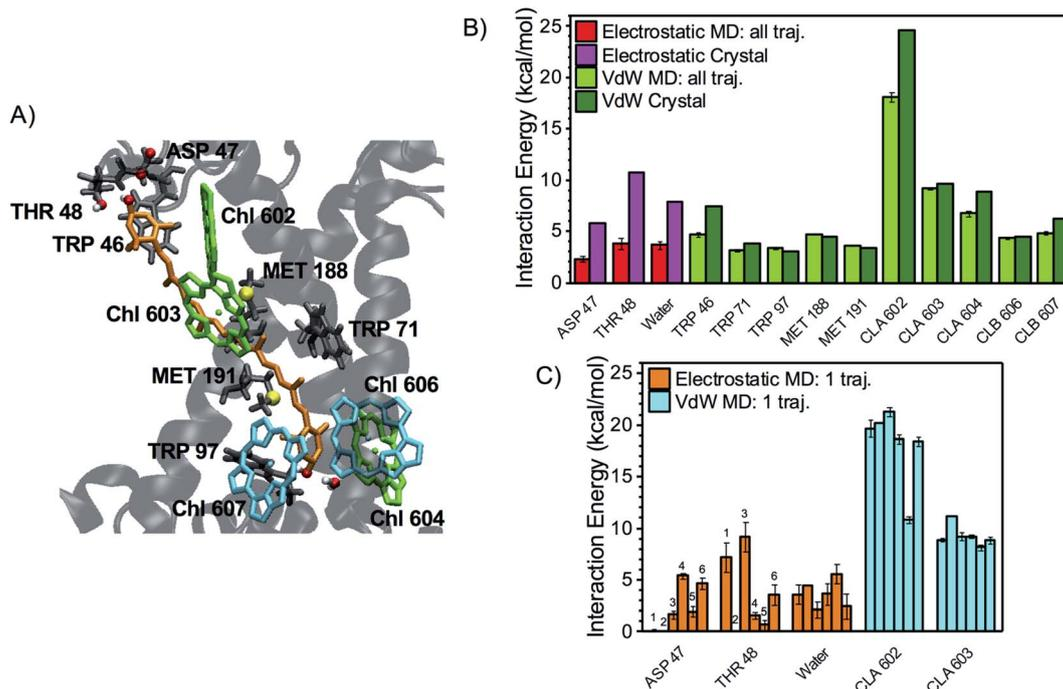 A)
ASP 47
THR 48
Chl 602
TRP 46
MET 188
Chl 603
TRP 71
MET 191
Chl 606
TRP 97
Chl 607
Chl 604
B)
Interaction Energy (kcal/mol)
25
20
15
10
5
0
Electrostatic MD: all traj.
Electrostatic Crystal
VdW MD: all traj.
VdW Crystal
ASP 47
THR 48
Water
TRP 46
TRP 71
TRP 97
MET 188
MET 191
CLA 602
CLA 603
CLA 604
CLB 606
CLB 607
C)
Interaction Energy (kcal/mol)
25
20
15
10
5
0
Electrostatic MD: 1 traj.
VdW MD: 1 traj.
1
2
3
4
5
6
1
2
3
4
5
6
ASP 47
THR 48
Water
CLA 602
CLA 603